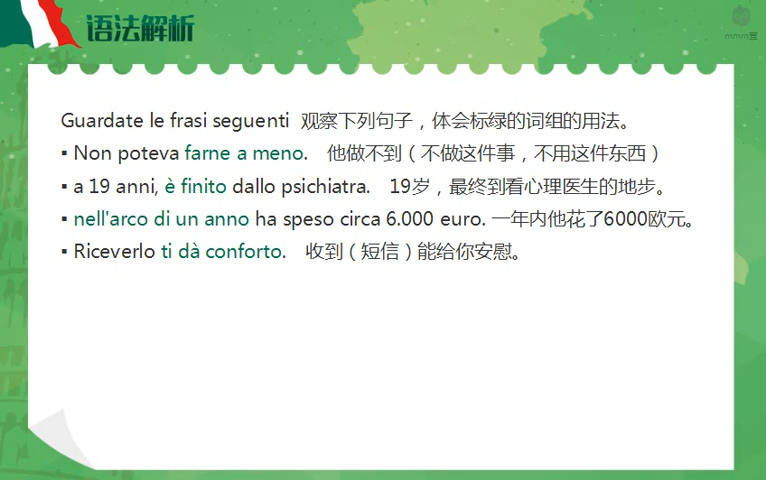 语法解析
mmm豆
Guardate le frasi seguenti 观察下列句子，体会标绿的词组的用法。
▪ Non poteva farne a meno. 他做不到（不做这件事，不用这件东西）
▪ a 19 anni, è finito dallo psichiatra. 19岁，最终到看心理医生的地步。
▪ nell'arco di un anno ha speso circa 6.000 euro. 一年内他花了6000欧元。
▪ Riceverlo ti dà conforto. 收到（短信）能给你安慰。